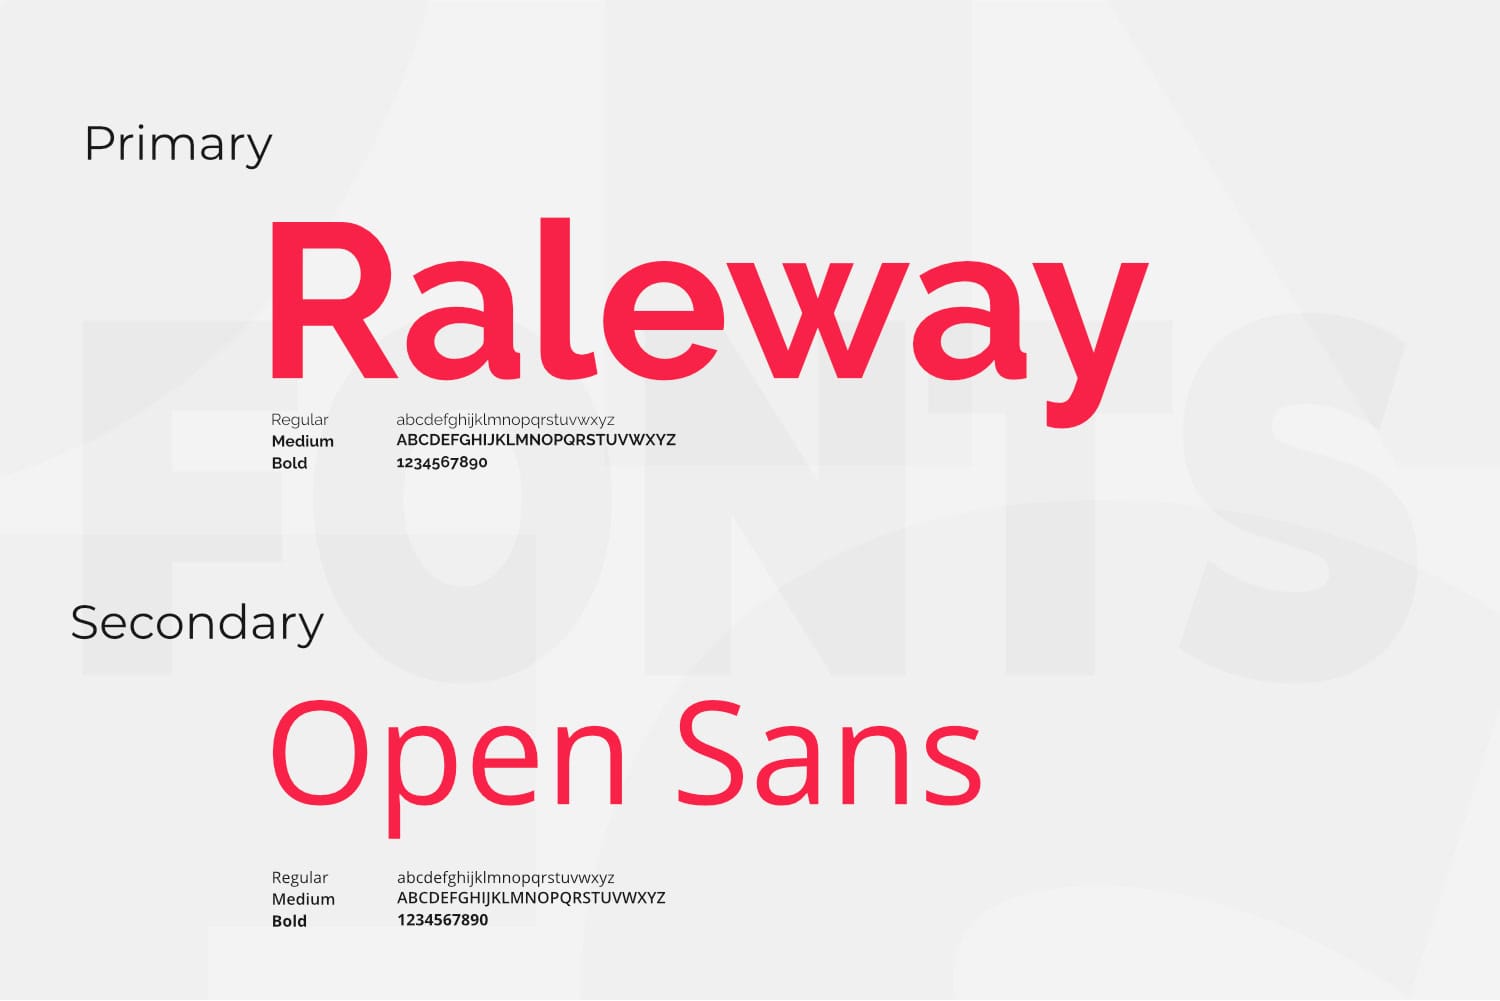 Primary
Raleway
Regular abcdefghijklmnopqrstuvwxyz
Medium ABCDEFGHIJKLMNOPQRSTUVWXYZ
Bold 1234567890
FONTS
Secondary
Open Sans
Regular abcdefghijklmnopqrstuvwxyz
Medium ABCDEFGHIJKLMNOPQRSTUVWXYZ
Bold 1234567890